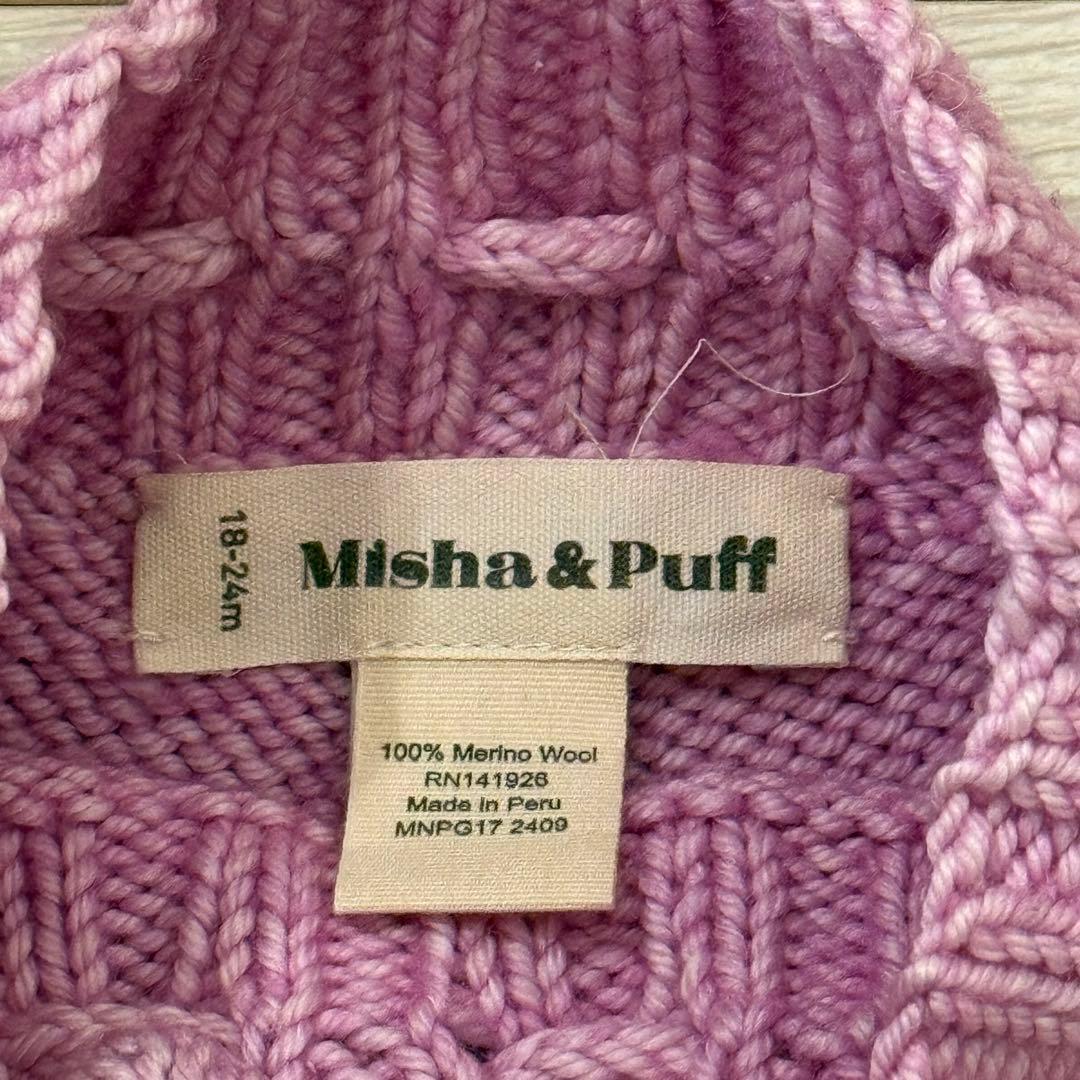 18-24m
Misha & Puff
100% Merino Wool
RN141926
Made in Peru
MNPG17 2409